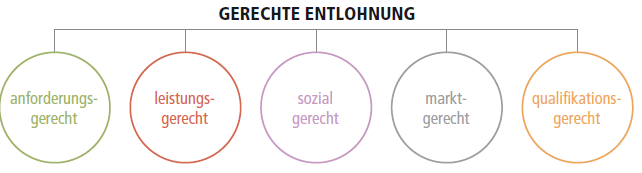 GERECHTE ENTLOHNUNG
anforderungs-
gerecht
leistungs-
gerecht
sozial
gerecht
markt-
gerecht
qualifikations-
gerecht